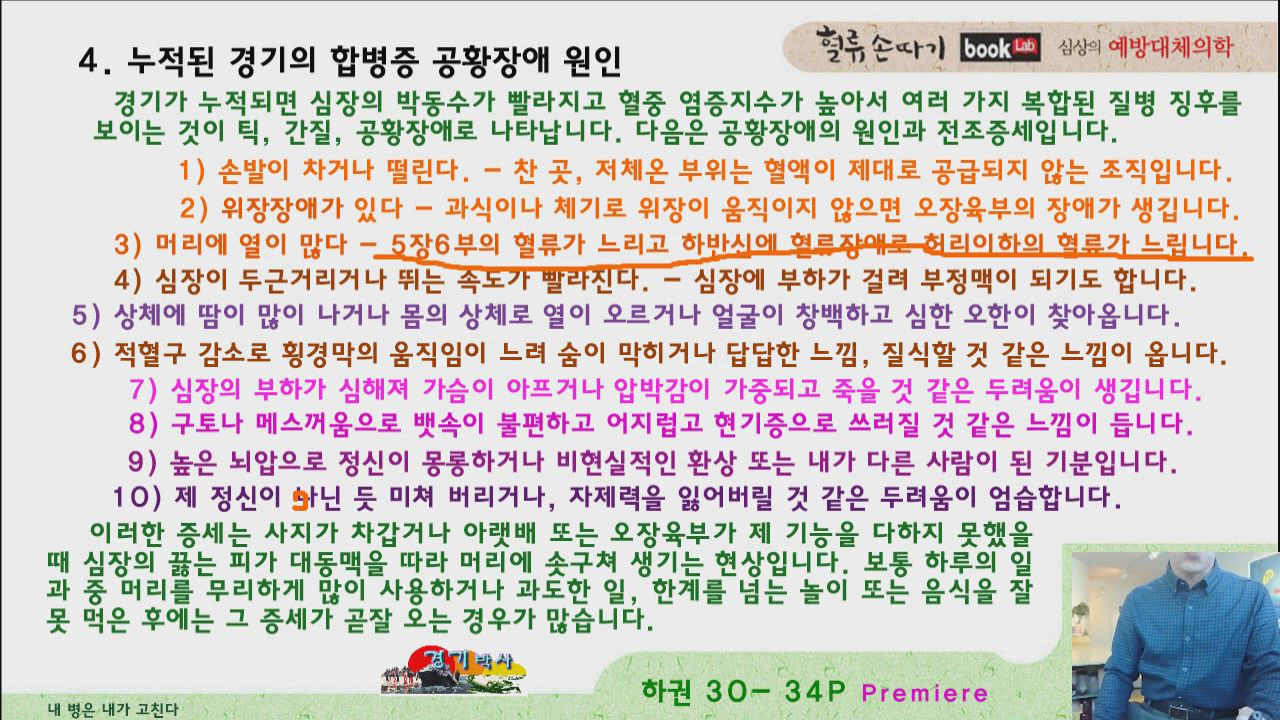 혈류 손따기 book Lab 심상의 예방대체의학
4. 누적된 경기의 합병증 공황장애 원인
경기가 누적되면 심장의 박동수가 빨라지고 혈중 염증지수가 높아서 여러 가지 복합된 질병 징후를
보이는 것이 틱, 간질, 공황장애로 나타납니다. 다음은 공황장애의 원인과 전조증세입니다.
1) 손발이 차거나 떨린다. - 찬 곳, 저체온 부위는 혈액이 제대로 공급되지 않는 조직입니다.
2) 위장장애가 있다 - 과식이나 체기로 위장이 움직이지 않으면 오장육부의 장애가 생깁니다.
3) 머리에 열이 많다 - 5장6부의 혈류가 느리고 하반신에 혈류장애로 허리이하의 혈류가 느립니다.
4) 심장이 두근거리거나 뛰는 속도가 빨라진다. - 심장에 부하가 걸려 부정맥이 되기도 합니다.
5) 상체에 땀이 많이 나거나 몸의 상체로 열이 오르거나 얼굴이 창백하고 심한 오한이 찾아옵니다.
6) 적혈구 감소로 횡경막의 움직임이 느려 숨이 막히거나 답답한 느낌, 질식할 것 같은 느낌이 옵니다.
7) 심장의 부하가 심해져 가슴이 아프거나 압박감이 가중되고 죽을 것 같은 두려움이 생깁니다.
8) 구토나 메스꺼움으로 뱃속이 불편하고 어지럽고 현기증으로 쓰러질 것 같은 느낌이 듭니다.
9) 높은 뇌압으로 정신이 몽롱하거나 비현실적인 환상 또는 내가 다른 사람이 된 기분입니다.
10) 제 정신이 아닌 듯 미쳐 버리거나, 자제력을 잃어버릴 것 같은 두려움이 엄습합니다.
이러한 증세는 사지가 차갑거나 아랫배 또는 오장육부가 제 기능을 다하지 못했을
때 심장의 끓는 피가 대동맥을 따라 머리에 솟구쳐 생기는 현상입니다. 보통 하루의 일
과 중 머리를 무리하게 많이 사용하거나 과도한 일, 한계를 넘는 놀이 또는 음식을 잘
못 먹은 후에는 그 증세가 곧잘 오는 경우가 많습니다.
경기박사
하권 30- 34P Premiere
내 병은 내가 고친다